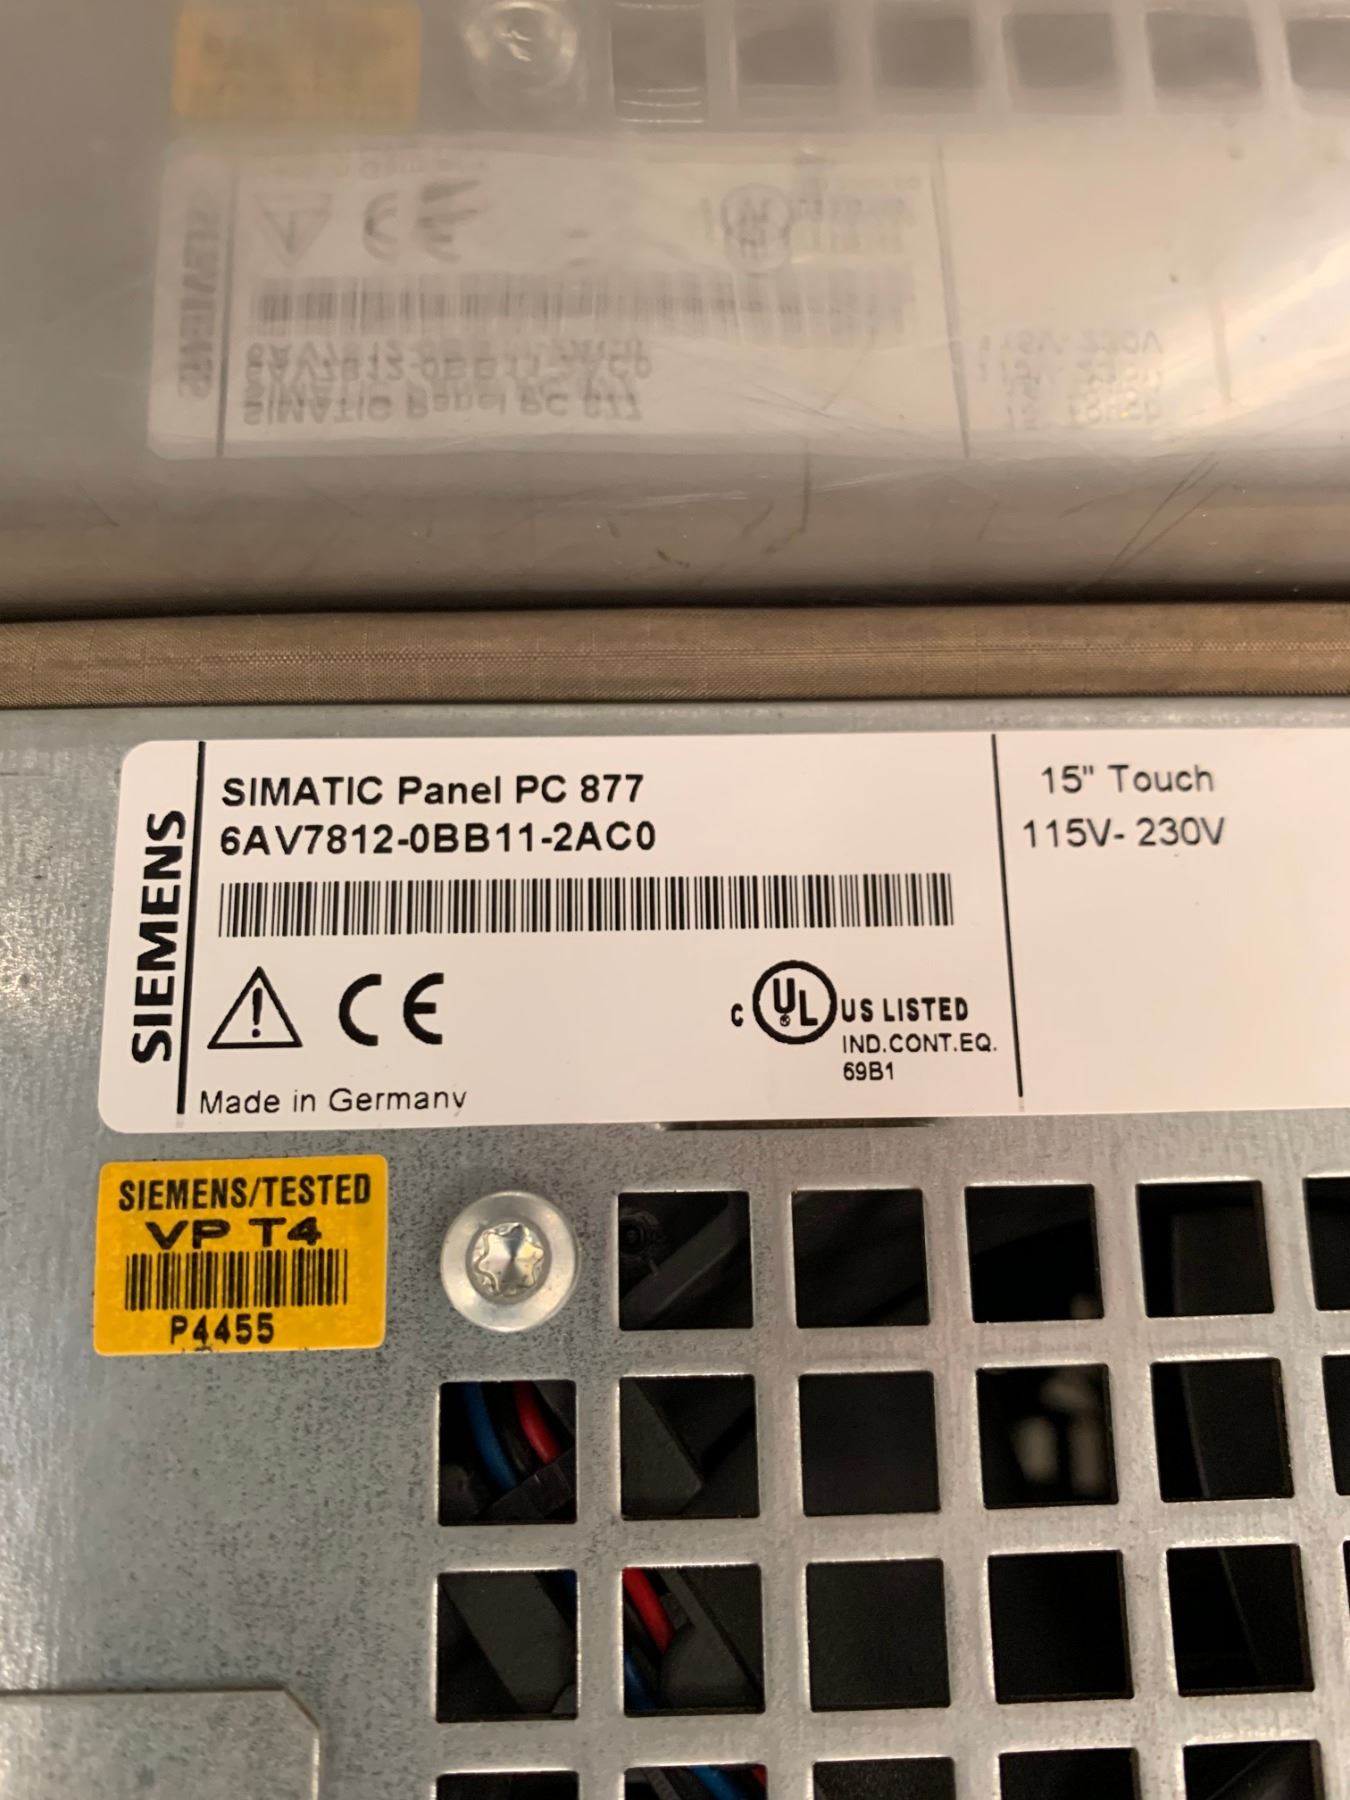 SIEMENS
SIMATIC Panel PC 877
6AV7812-0BB11-2AC0
15" Touch
115V- 230V
CE
C UL US LISTED
IND.CONT.EQ.
69B1
Made in Germany
SIEMENS/TESTED
VP T4
P4455